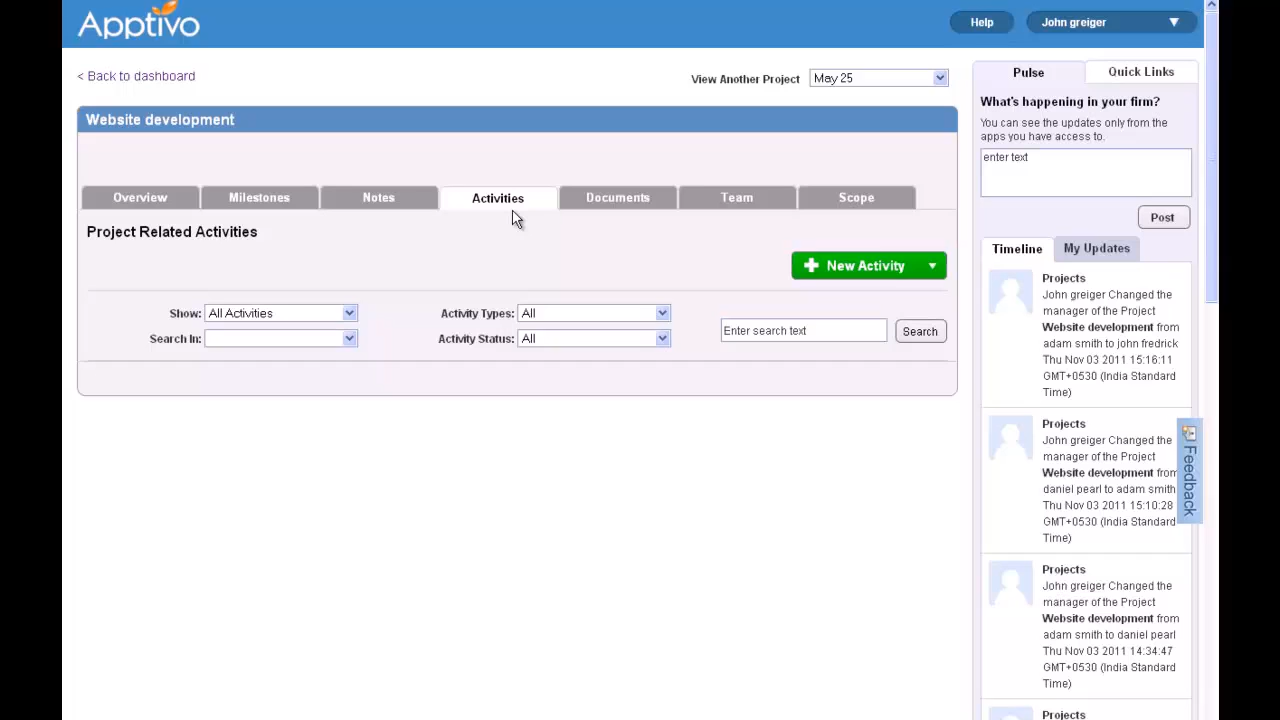 Apptivo
Help
John greiger
< Back to dashboard
View Another Project
May 25
Website development
Overview
Milestones
Notes
Activities
Documents
Team
Scope
Project Related Activities
New Activity
Show:
All Activities
Activity Types:
All
Search In:
Activity Status:
All
Enter search text
Search
Pulse
Quick Links
What's happening in your firm?
You can see the updates only from the
apps you have access to.
enter text
Post
Timeline
My Updates
Projects
John greiger Changed the
manager of the Project
Website development from
adam smith to john fredrick
Thu Nov 03 2011 15:16:11
GMT+0530 (India Standard
Time)
Projects
John greiger Changed the
manager of the Project
Website development from
daniel pearl to adam smith
Thu Nov 03 2011 15:10:28
GMT+0530 (India Standard
Time)
Projects
John greiger Changed the
manager of the Project
Website development from
adam smith to daniel pearl
Thu Nov 03 2011 14:34:47
GMT+0530 (India Standard
Time)
Projects
Feedback